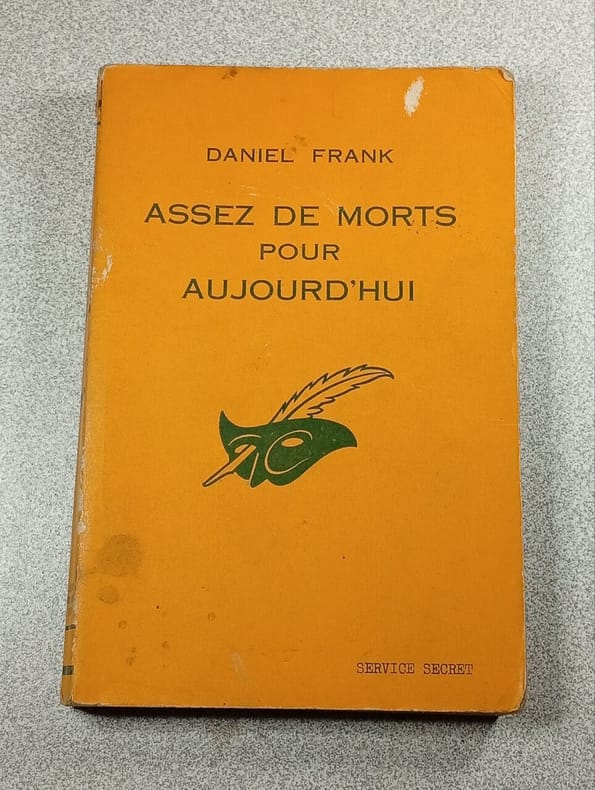 DANIEL FRANK
ASSEZ DE MORTS
POUR
AUJOURD'HUI
SERVICE SECRET